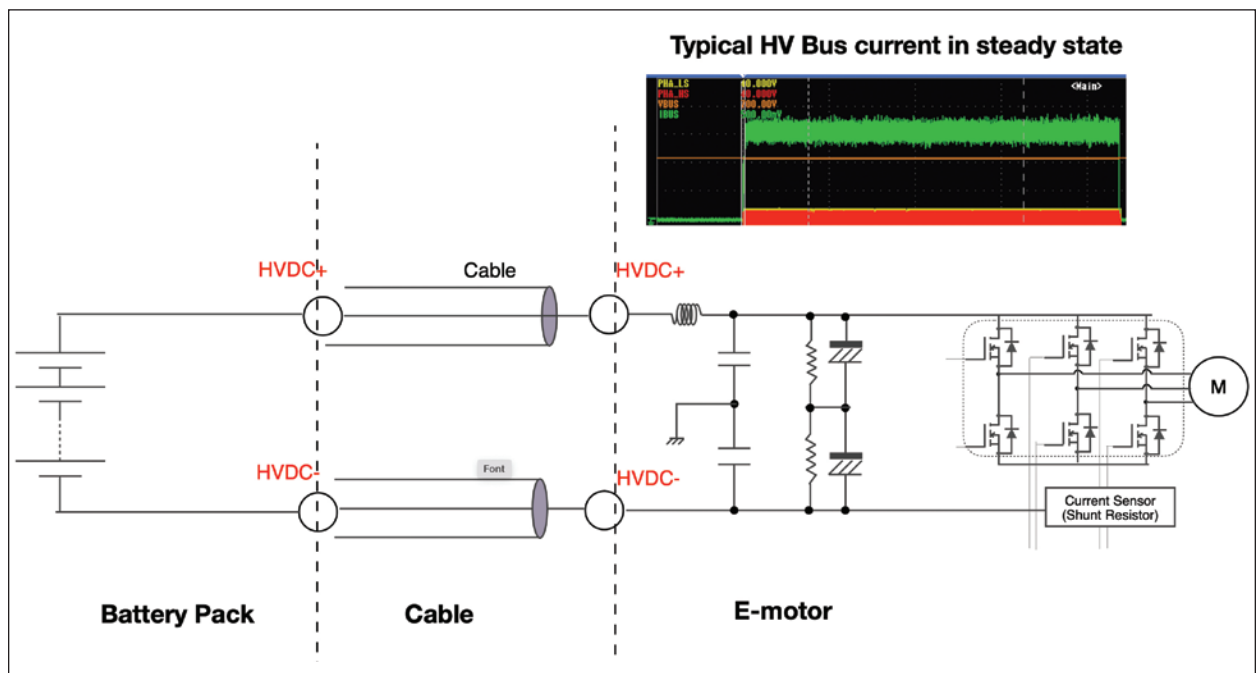 Typical HV Bus current in steady state
PHA_LS
PHA_HS
VBUS
IBUS
<Main>
HVDC+
Cable
HVDC+
M
HVDC-
Font
HVDC-
Current Sensor
(Shunt Resistor)
Battery Pack
Cable
E-motor